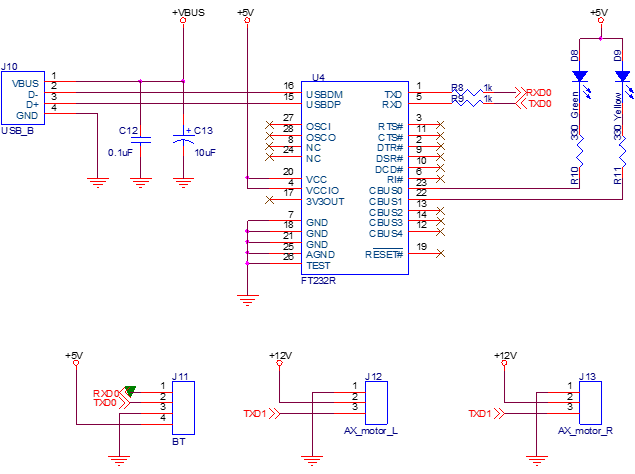 +VBUS
+5V
+5V
J10
VBUS 1
D- 2
D+ 3
GND 4
USB_B
C12
0.1uF
+ C13
10uF
U4
16 USBDM
15 USBDP
27 OSCI
28 OSCO
8 NC
24 NC
20 VCC
4 VCCIO
17 3V3OUT
7 GND
18 GND
21 GND
25 AGND
26 TEST
TXD 1
RXD 5
RTS# 3
CTS# 11
DTR# 2
DSR# 9
DCD# 10
RI# 6
CBUS0 23
CBUS1 22
CBUS2 13
CBUS3 14
CBUS4 12
RESET# 19
FT232R
R8 1k RXD0
R9 1k TXD0
D8
Green
330
R10
D9
Yellow
330
R11
+5V
RXD0
TXD0
J11
1
2
3
4
BT
+12V
TXD1
J12
1
2
3
AX_motor_L
+12V
TXD1
J13
1
2
3
AX_motor_R